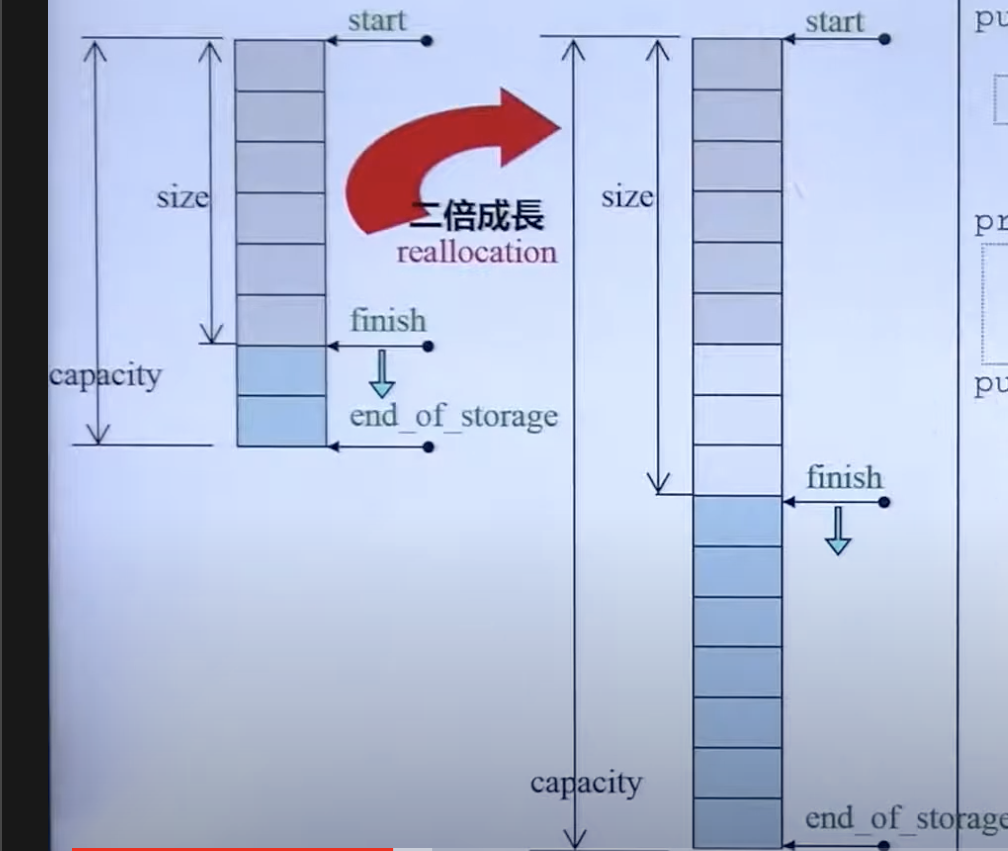 start
size
二倍成長
reallocation
finish
capacity
end_of_storage
start
size
finish
capacity
end_of_storage
pu
pr
pu